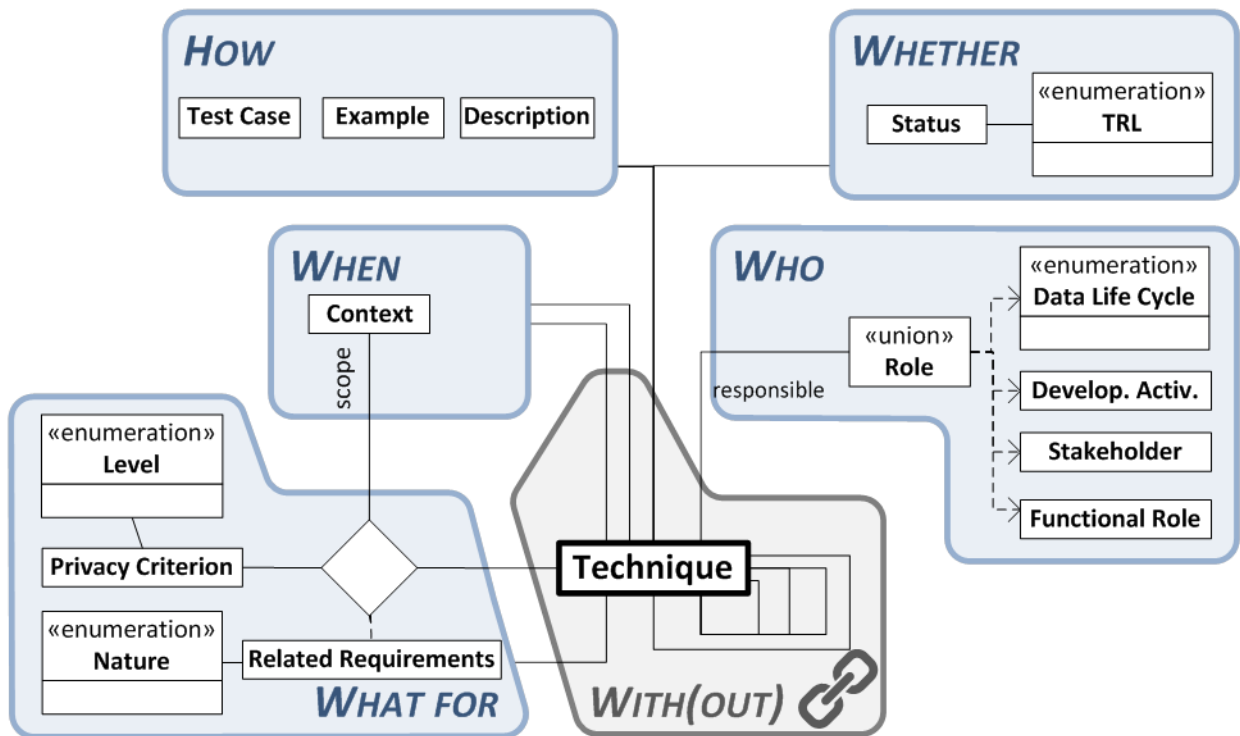 HOW
Test Case
Example
Description
WHETHER
Status
«enumeration»
TRL
WHEN
Context
scope
WHO
«union»
Role
responsible
«enumeration»
Data Life Cycle
Develop. Activ.
Stakeholder
Functional Role
«enumeration»
Level
Privacy Criterion
«enumeration»
Nature
Related Requirements
WHAT FOR
Technique
WITH(OUT)